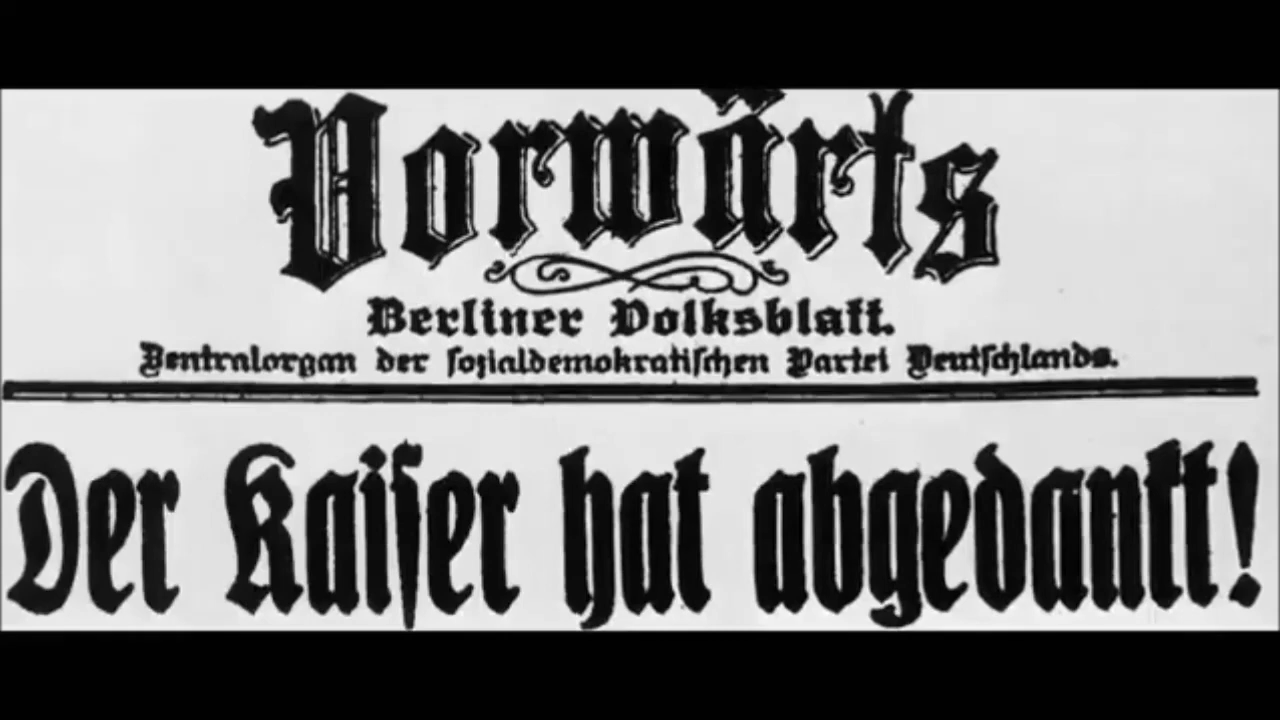 Vorwärts
Berliner Volksblatt.
Zentralorgan der sozialdemokratischen Partei Deutschlands.
Der Kaiser hat abgedankt!